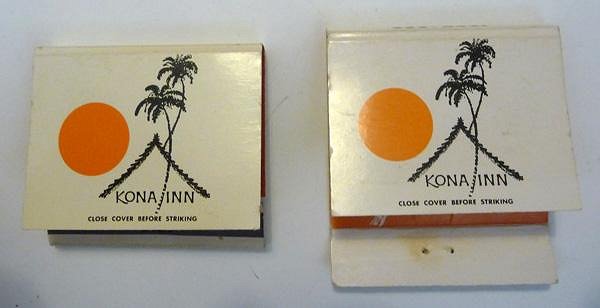 KONA INN
CLOSE COVER BEFORE STRIKING
KONA INN
CLOSE COVER BEFORE STRIKING